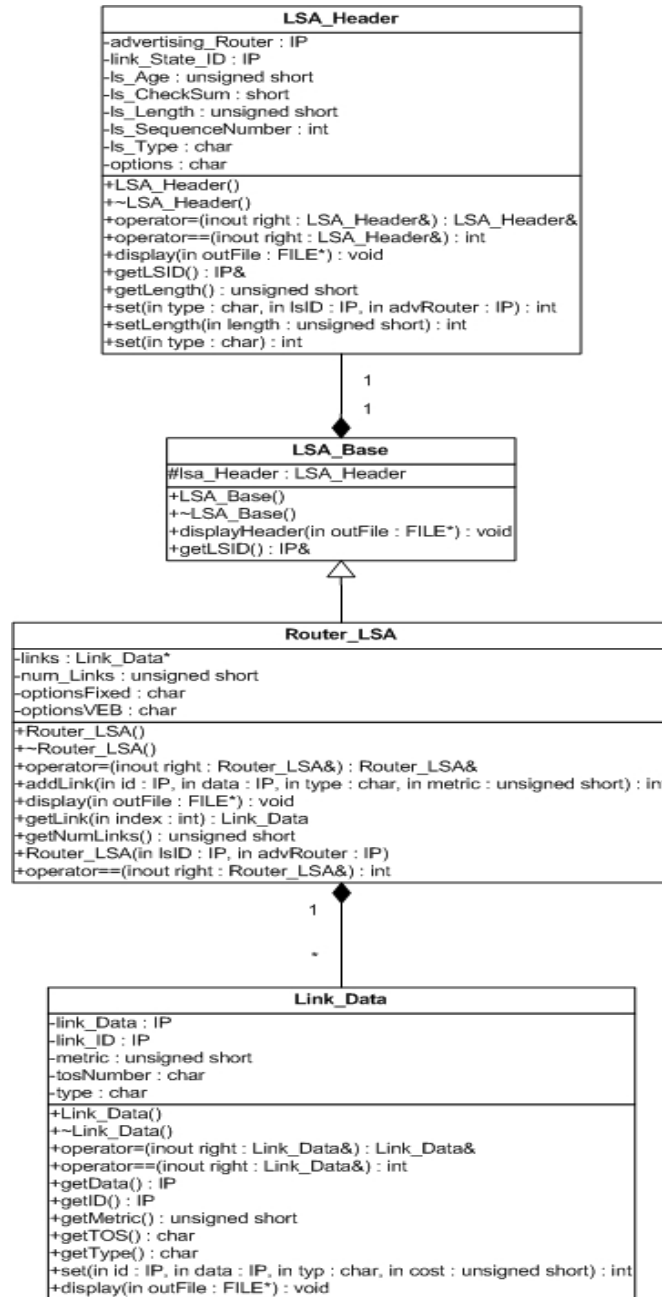 LSA_Header
-advertising_Router : IP
-link_State_ID : IP
-ls_Age : unsigned short
-ls_CheckSum : short
-ls_Length : unsigned short
-ls_SequenceNumber : int
-ls_Type : char
-options : char
+LSA_Header()
+~LSA_Header()
+operator=(inout right : LSA_Header&) : LSA_Header&
+operator==(inout right : LSA_Header&) : int
+display(in outFile : FILE*) : void
+getLSID() : IP&
+getLength() : unsigned short
+set(in type : char, in lsID : IP, in advRouter : IP) : int
+setLength(in length : unsigned short) : int
+set(in type : char) : int
1
1
LSA_Base
#lsa_Header : LSA_Header
+LSA_Base()
+~LSA_Base()
+displayHeader(in outFile : FILE*) : void
+getLSID() : IP&
Router_LSA
-links : Link_Data*
-num_Links : unsigned short
-optionsFixed : char
-optionsVEB : char
+Router_LSA()
+~Router_LSA()
+operator=(inout right : Router_LSA&) : Router_LSA&
+addLink(in id : IP, in data : IP, in type : char, in metric : unsigned short) : int
+display(in outFile : FILE*) : void
+getLink(in index : int) : Link_Data
+getNumLinks() : unsigned short
+Router_LSA(in lsID : IP, in advRouter : IP)
+operator==(inout right : Router_LSA&) : int
1
*
Link_Data
-link_Data : IP
-link_ID : IP
-metric : unsigned short
-tosNumber : char
-type : char
+Link_Data()
+~Link_Data()
+operator=(inout right : Link_Data&) : Link_Data&
+operator==(inout right : Link_Data&) : int
+getData() : IP
+getID() : IP
+getMetric() : unsigned short
+getTOS() : char
+getType() : char
+set(in id : IP, in data : IP, in typ : char, in cost : unsigned short) : int
+display(in outFile : FILE*) : void